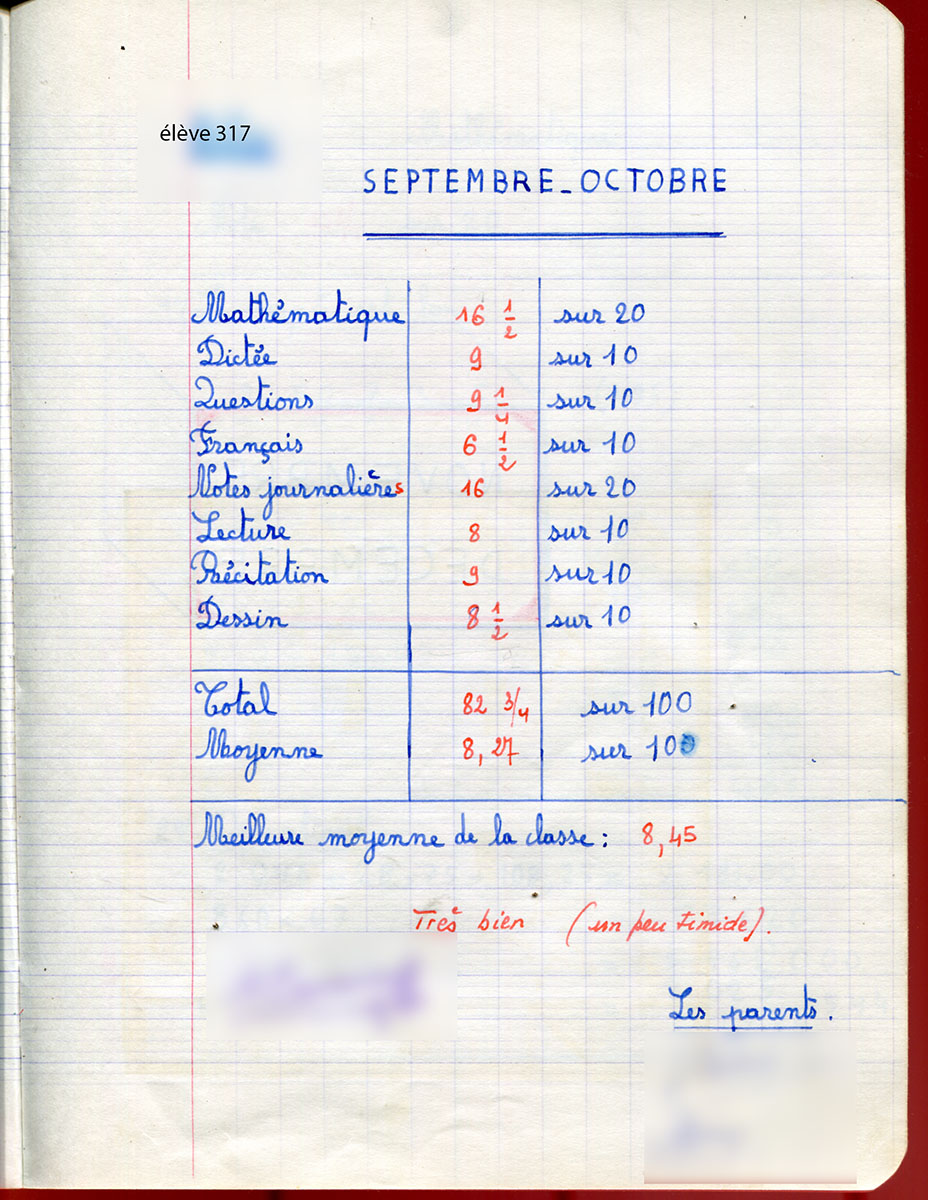 élève 317
SEPTEMBRE_OCTOBRE
Mathématique 16 1/2 sur 20
Dictée 9 sur 10
Questions 9 1/4 sur 10
Français 6 1/2 sur 10
Notes journalières 16 sur 20
Lecture 8 sur 10
Récitation 9 sur 10
Dessin 8 1/2 sur 10
Total 82 3/4 sur 100
Moyenne 8,27 sur 10
Meilleure moyenne de la classe : 8,45
Très bien (un peu timide).
Les parents.